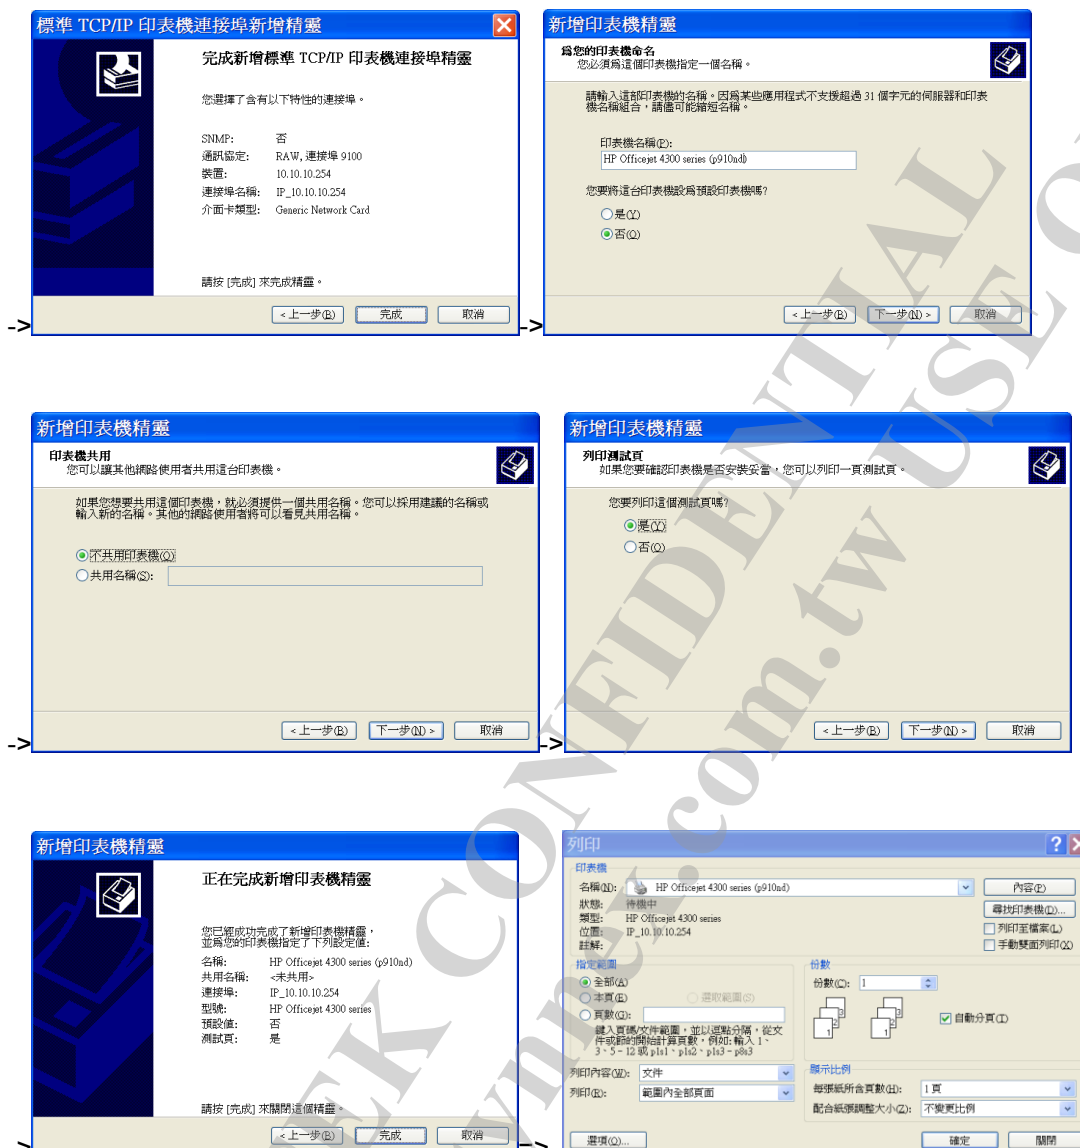 標準 TCP/IP 印表機連接埠新增精靈
完成新增標準 TCP/IP 印表機連接埠精靈
您選擇了含有以下特性的連接埠。
SNMP: 否
通訊協定: RAW, 連接埠 9100
裝置: 10.10.10.254
連接埠名稱: IP_10.10.10.254
介面卡類型: Generic Network Card
請按 [完成] 來完成精靈。
<上一步(B) 完成 取消
->
新增印表機精靈
為您的印表機命名
您必須為這個印表機指定一個名稱。
請輸入這部印表機的名稱。因為某些應用程式不支援超過 31 個字元的伺服器和印表
機名稱組合,請儘可能縮短名稱。
印表機名稱(P):
HP Officejet 4300 series (p910nd)
您要將這台印表機設為預設印表機嗎?
是(Y)
否(O)
<上一步(B) 下一步(N) > 取消
->
新增印表機精靈
印表機共用
您可以讓其他網路使用者共用這台印表機。
如果您想要共用這個印表機,就必須提供一個共用名稱。您可以採用建議的名稱或
輸入新的名稱。其他的網路使用者將可以看見共用名稱。
不共用印表機(O)
共用名稱(S):
<上一步(B) 下一步(N) > 取消
->
新增印表機精靈
列印測試頁
如果您要確認印表機是否安裝妥當,您可以列印一頁測試頁。
您要列印這個測試頁嗎?
是(Y)
否(O)
<上一步(B) 下一步(N) > 取消
->
新增印表機精靈
正在完成新增印表機精靈
您已經成功完成了新增印表機精靈,
並為您的印表機指定了下列設定值:
名稱: HP Officejet 4300 series (p910nd)
共用名稱: <未共用>
連接埠: IP_10.10.10.254
型號: HP Officejet 4300 series
預設值: 否
測試頁: 是
請按 [完成] 來關閉這個精靈。
<上一步(B) 完成 取消
->
列印
印表機
名稱(N): HP Officejet 4300 series (p910nd) 內容(P)
狀態: 待機中 尋找印表機(D)...
類型: HP Officejet 4300 series
位置: IP_10.10.10.254 列印至檔案(L)
註解: 手動雙面列印(X)
指定範圍
全部(A)
本頁(E) 選取範圍(S)
頁數(G):
鍵入頁碼/文件範圍,並以逗點分隔,從文
件或節的開始計算頁數,例如: 輸入 1、
3、5-12 或 p1s1、p1s2、p1s3-p8s3
份數
份數(C): 1
自動分頁(T)
列印內容(W): 文件
列印(R): 範圍內全部頁面
顯示比例
每張紙所含頁數(H): 1 頁
配合紙張調整大小(Z): 不變更比例
選項(O)... 確定 關閉
CONFIDENTIAL
USE
.com.tw